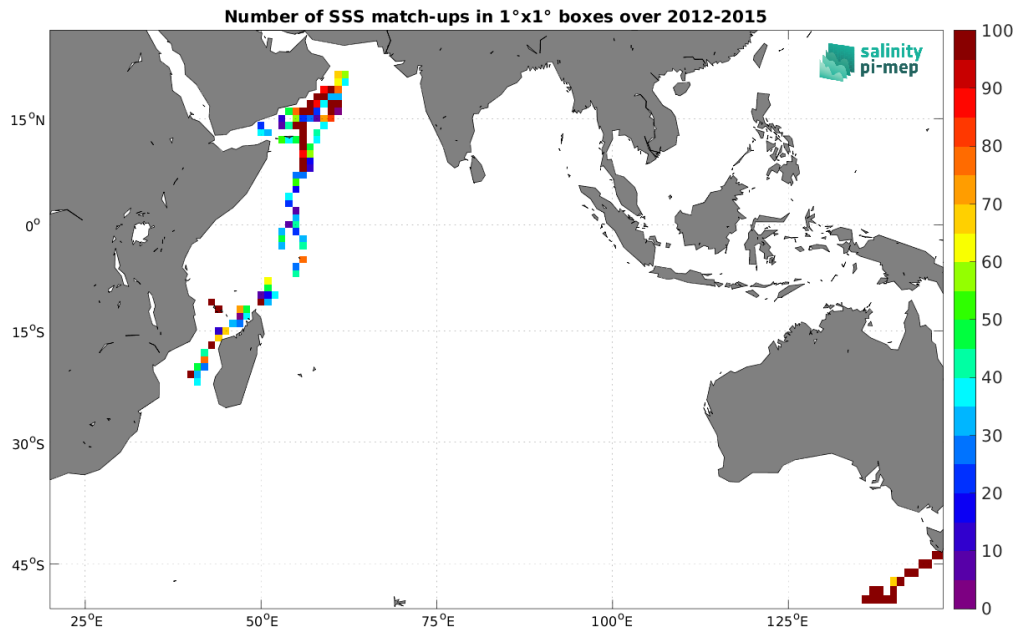 Number of SSS match-ups in 1°x1° boxes over 2012-2015
salinity
pi-mep
100
90
80
70
60
50
40
30
20
10
0
15°N
0°
15°S
30°S
45°S
25°E
50°E
75°E
100°E
125°E